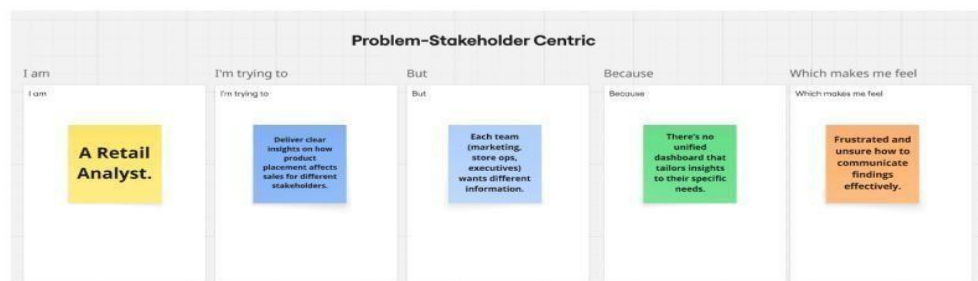 Problem-Stakeholder Centric
I am
I'm trying to
But
Because
Which makes me feel
I am
I'm trying to
But
Because
Which makes me feel
A Retail
Analyst.
Deliver clear
insights on how
product
placement affects
sales for different
stakeholders.
Each team
(marketing,
store ops,
executives)
wants different
information.
There's no
unified
dashboard that
tailors insights
to their specific
needs.
Frustrated and
unsure how to
communicate
findings
effectively.